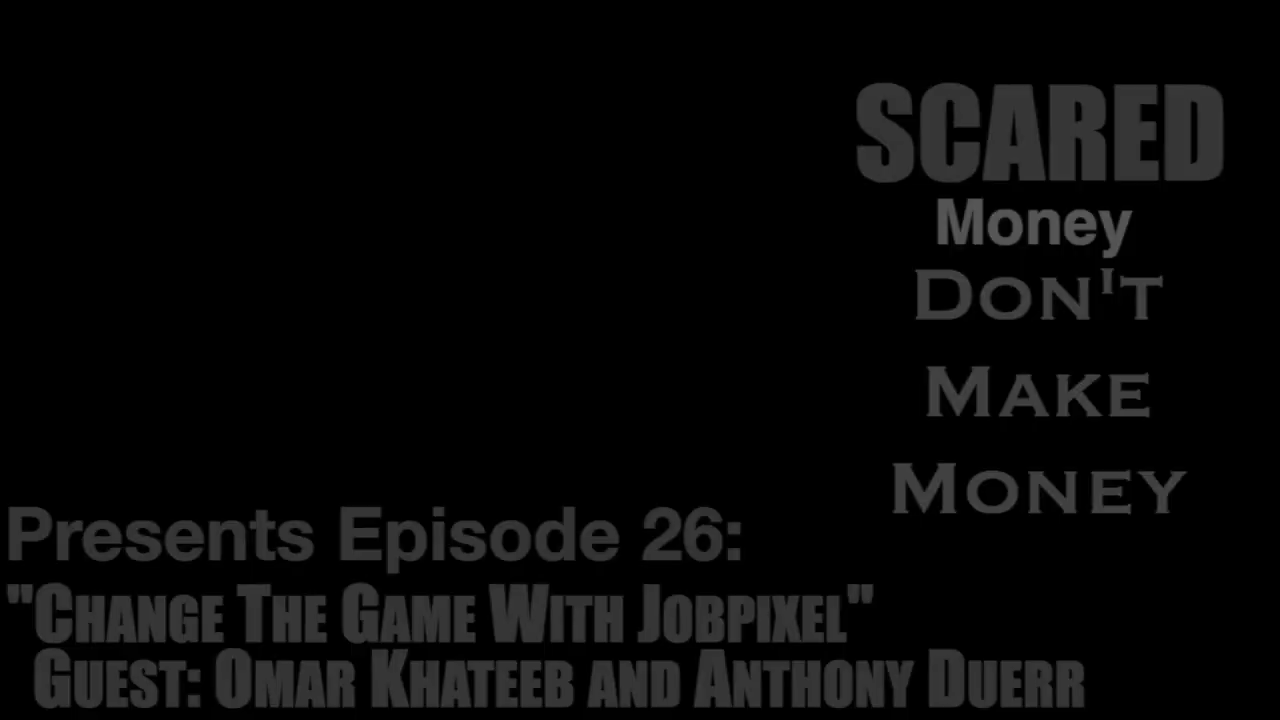 SCARED
Money
DON'T
MAKE
MONEY
Presents Episode 26:
"CHANGE THE GAME WITH JOBPIXEL"
GUEST: OMAR KHATEEB AND ANTHONY DUERR